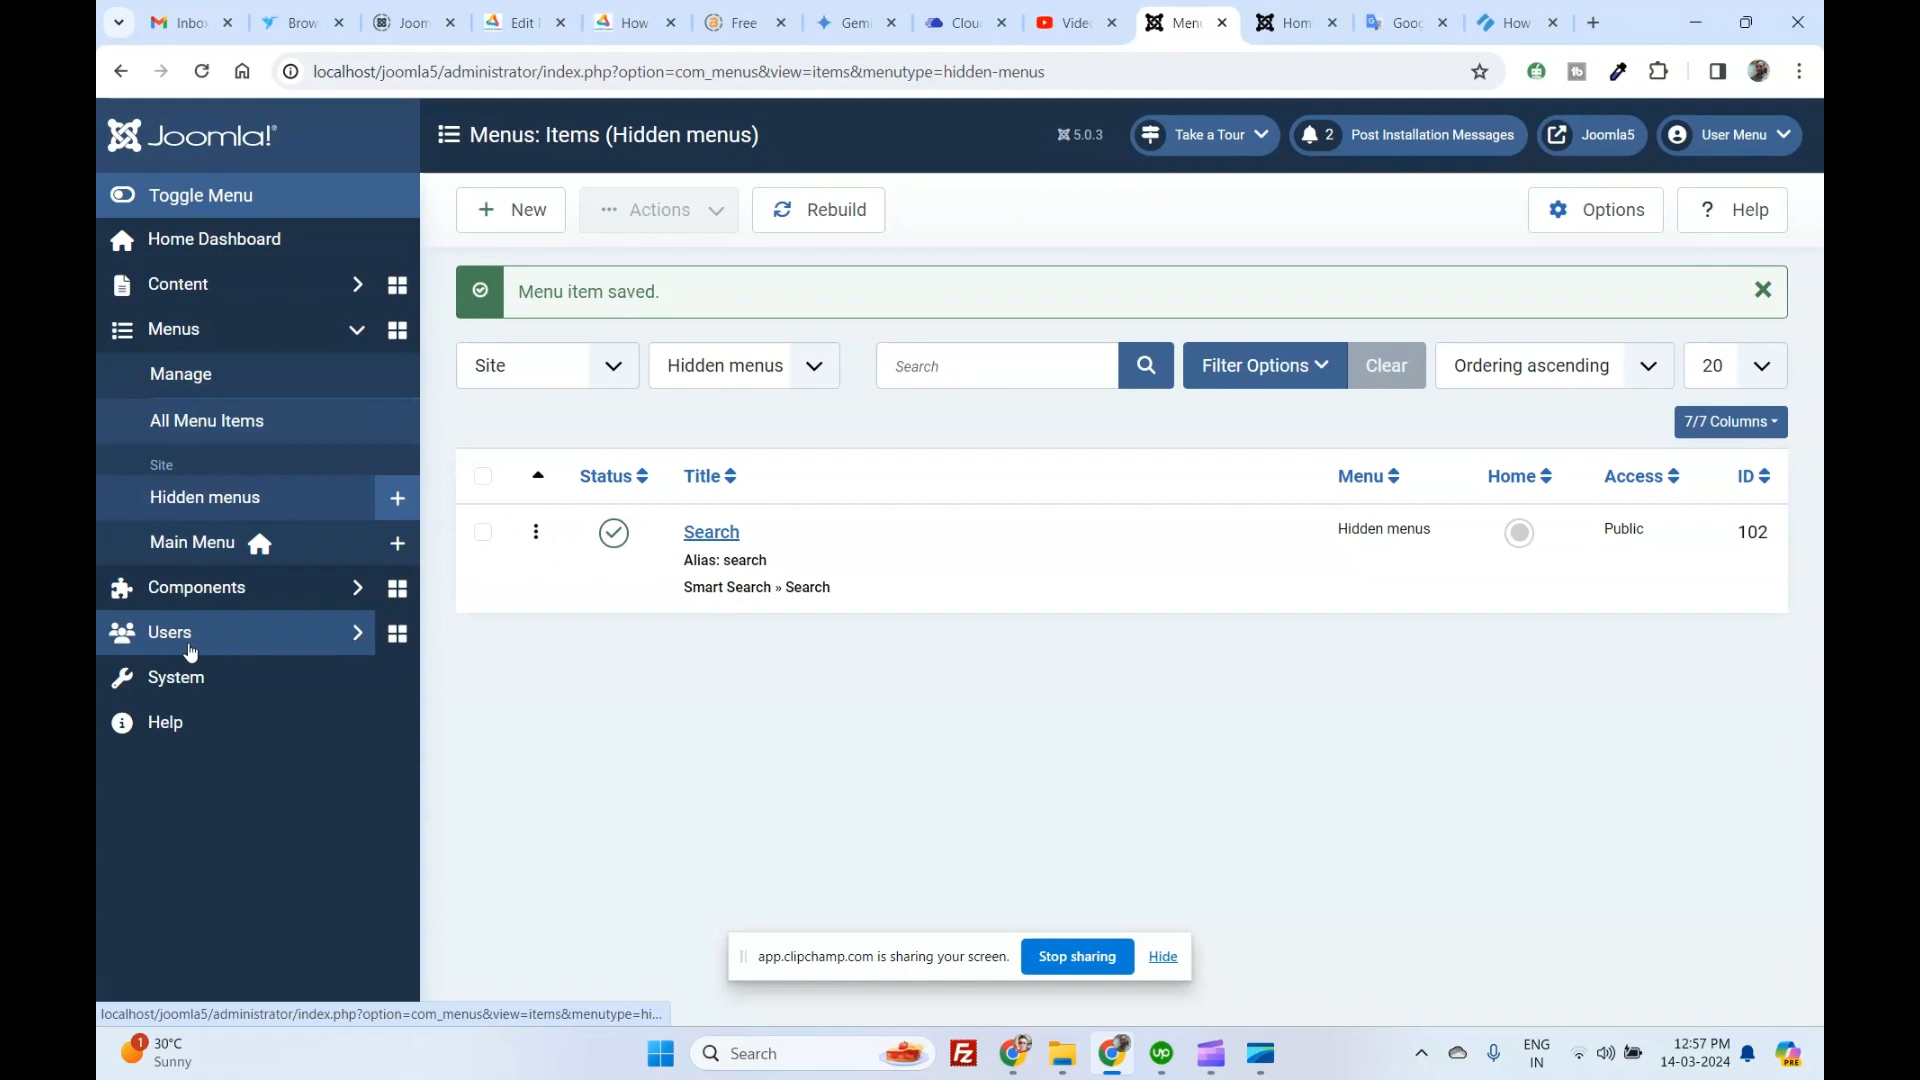 Inbo
Brow
Joom
Edit
How
Free
Gemi
Clou
Vide
Men
Hom
Goog
How
localhost/joomla5/administrator/index.php?option=com_menus&view=items&menutype=hidden-menus
Joomla!
Menus: Items (Hidden menus)
5.0.3
Take a Tour
2 Post Installation Messages
Joomla5
User Menu
Toggle Menu
Home Dashboard
Content
Menus
Manage
All Menu Items
Site
Hidden menus
Main Menu
Components
Users
System
Help
New
Actions
Rebuild
Options
? Help
Menu item saved.
Site
Hidden menus
Search
Filter Options
Clear
Ordering ascending
20
7/7 Columns
Status
Title
Menu
Home
Access
ID
Search
Hidden menus
Public
102
Alias: search
Smart Search » Search
app.clipchamp.com is sharing your screen.
Stop sharing
Hide
localhost/joomla5/administrator/index.php?option=com_menus&view=items&menutype=hi...
1
30°C
Sunny
Search
Fz
up
ENG
IN
12:57 PM
14-03-2024
PRE